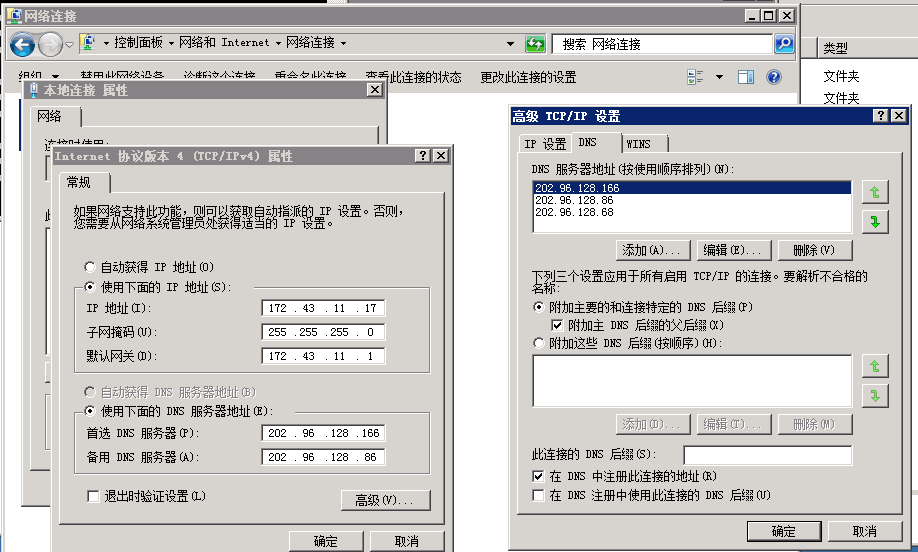 网络连接
控制面板 网络和 Internet 网络连接
搜索 网络连接
类型
组织 禁用此网络设备 诊断这个连接 重命名此连接 查看此连接的状态 更改此连接的设置
文件夹
文件夹
本地连接 属性
网络
连接时使用:
Internet 协议版本 4 (TCP/IPv4) 属性
常规
如果网络支持此功能，则可以获取自动指派的 IP 设置。否则，
您需要从网络系统管理员处获得适当的 IP 设置。
自动获得 IP 地址(O)
使用下面的 IP 地址(S):
IP 地址(I): 172 . 43 . 11 . 17
子网掩码(U): 255 . 255 . 255 . 0
默认网关(D): 172 . 43 . 11 . 1
自动获得 DNS 服务器地址(B)
使用下面的 DNS 服务器地址(E):
首选 DNS 服务器(P): 202 . 96 . 128 . 166
备用 DNS 服务器(A): 202 . 96 . 128 . 86
退出时验证设置(L)
高级(V)...
确定 取消
高级 TCP/IP 设置
IP 设置 DNS WINS
DNS 服务器地址(按使用顺序排列)(N):
202.96.128.166
202.96.128.86
202.96.128.68
添加(A)... 编辑(E)... 删除(V)
下列三个设置应用于所有启用 TCP/IP 的连接。要解析不合格的
名称:
附加主要的和连接特定的 DNS 后缀(P)
附加主 DNS 后缀的父后缀(X)
附加这些 DNS 后缀(按顺序)(H):
添加(D)... 编辑(T)... 删除(M)
此连接的 DNS 后缀(S):
在 DNS 中注册此连接的地址(R)
在 DNS 注册中使用此连接的 DNS 后缀(U)
确定 取消